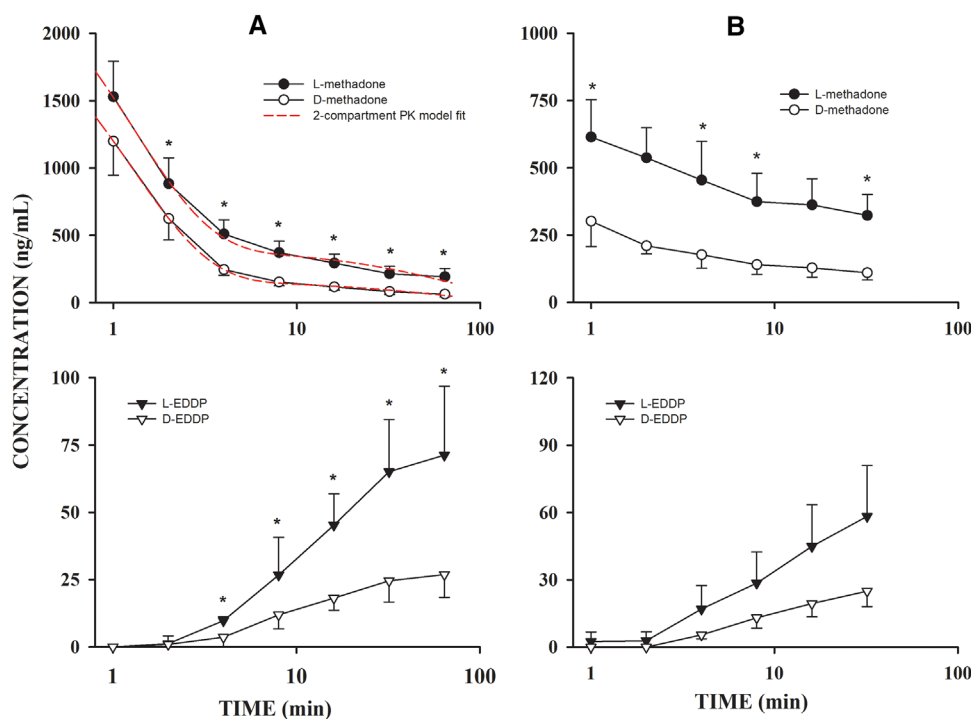 A
B
CONCENTRATION (ng/mL)
2000
1500
1000
500
0
L-methadone
D-methadone
2-compartment PK model fit
* * * * * *
1
10
100
1000
750
500
250
0
L-methadone
D-methadone
* * * *
1
10
100
100
75
50
25
0
L-EDDP
D-EDDP
* * * * *
1
10
100
TIME (min)
120
90
60
30
0
L-EDDP
D-EDDP
1
10
100
TIME (min)